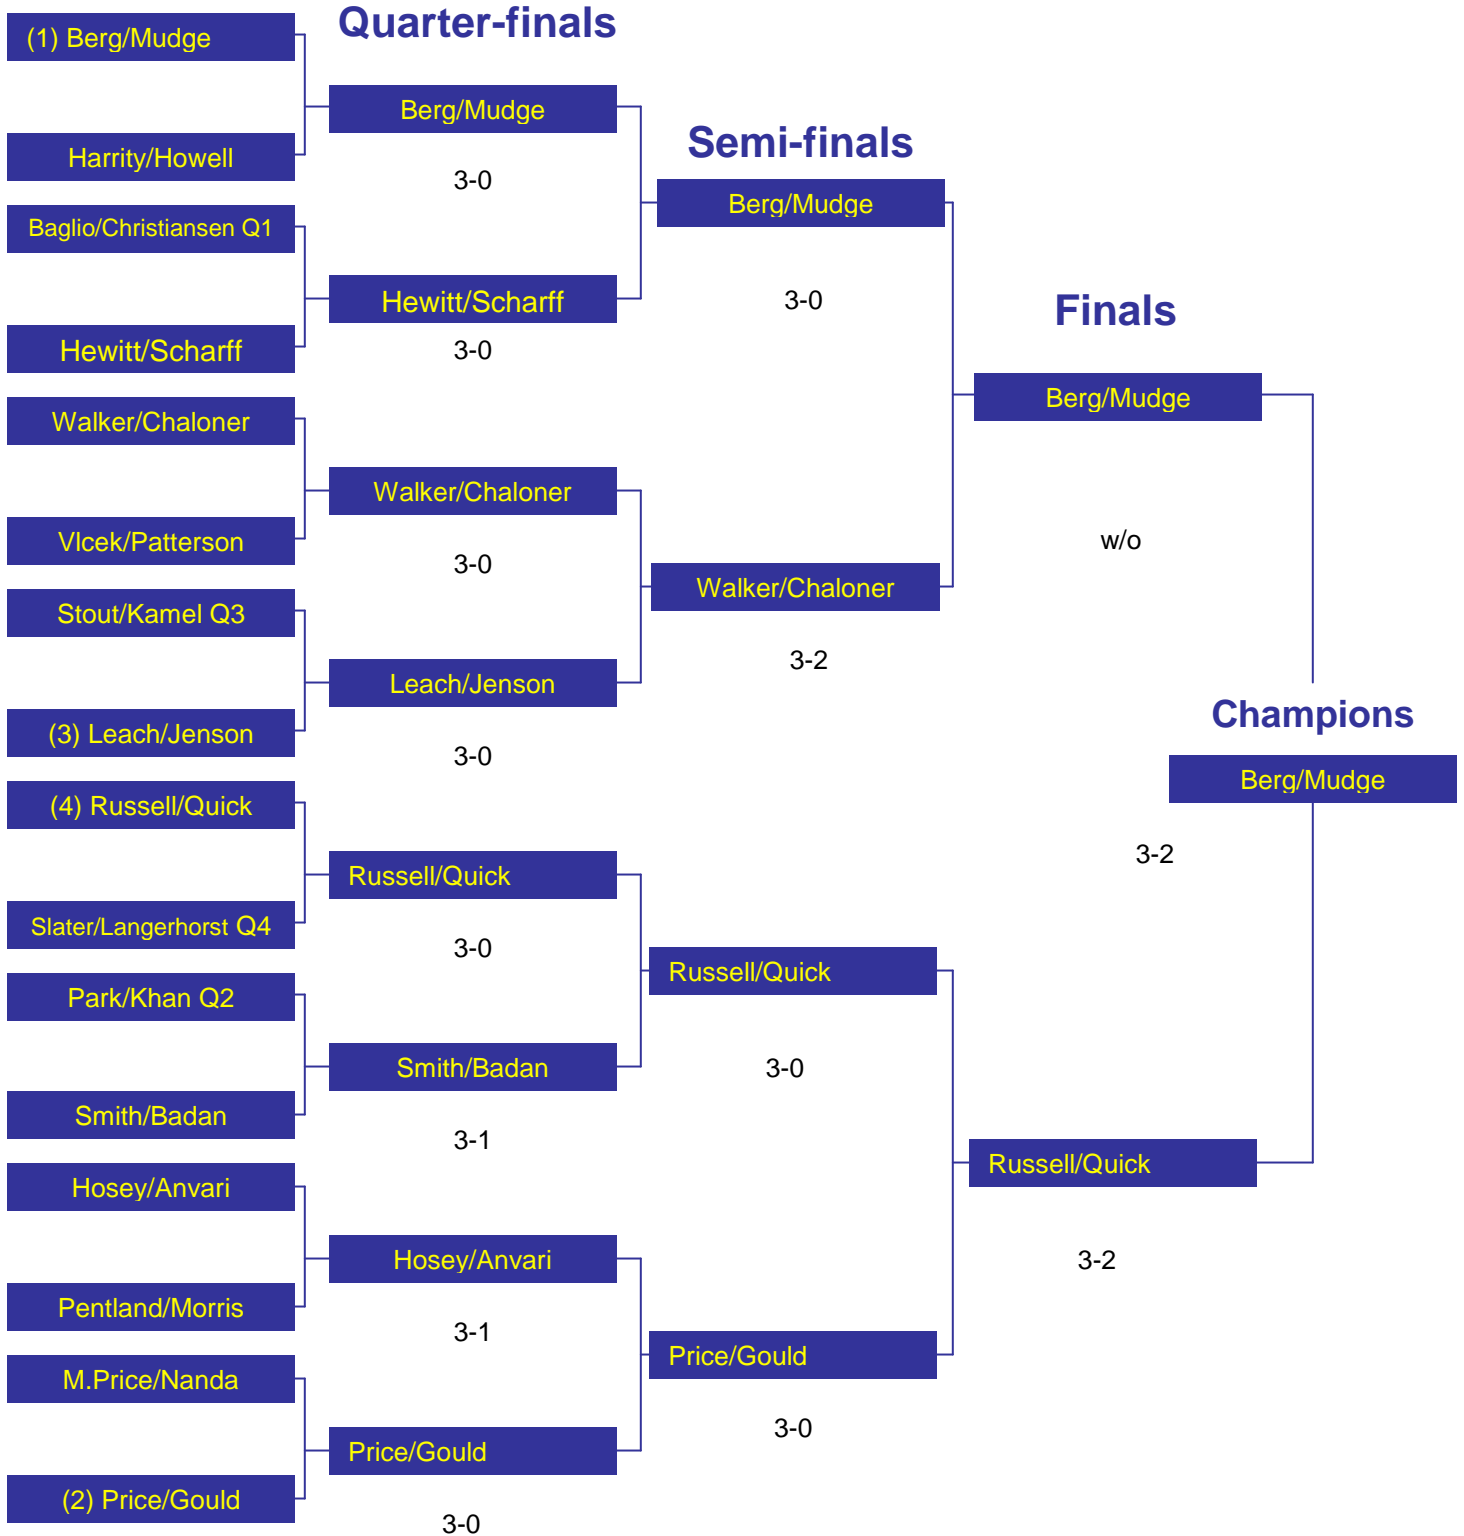 Quarter-finals
(1) Berg/Mudge
Berg/Mudge
Semi-finals
Harrity/Howell
3-0
Berg/Mudge
Baglio/Christiansen Q1
Hewitt/Scharff
3-0
Finals
Hewitt/Scharff
3-0
Berg/Mudge
Walker/Chaloner
Walker/Chaloner
Vlcek/Patterson
w/o
3-0
Walker/Chaloner
Stout/Kamel Q3
3-2
Leach/Jenson
Champions
(3) Leach/Jenson
3-0
Berg/Mudge
(4) Russell/Quick
3-2
Russell/Quick
Slater/Langerhorst Q4
3-0
Russell/Quick
Park/Khan Q2
Smith/Badan
3-0
Smith/Badan
3-1
Russell/Quick
Hosey/Anvari
Hosey/Anvari
3-2
Pentland/Morris
3-1
Price/Gould
M.Price/Nanda
3-0
Price/Gould
(2) Price/Gould
3-0